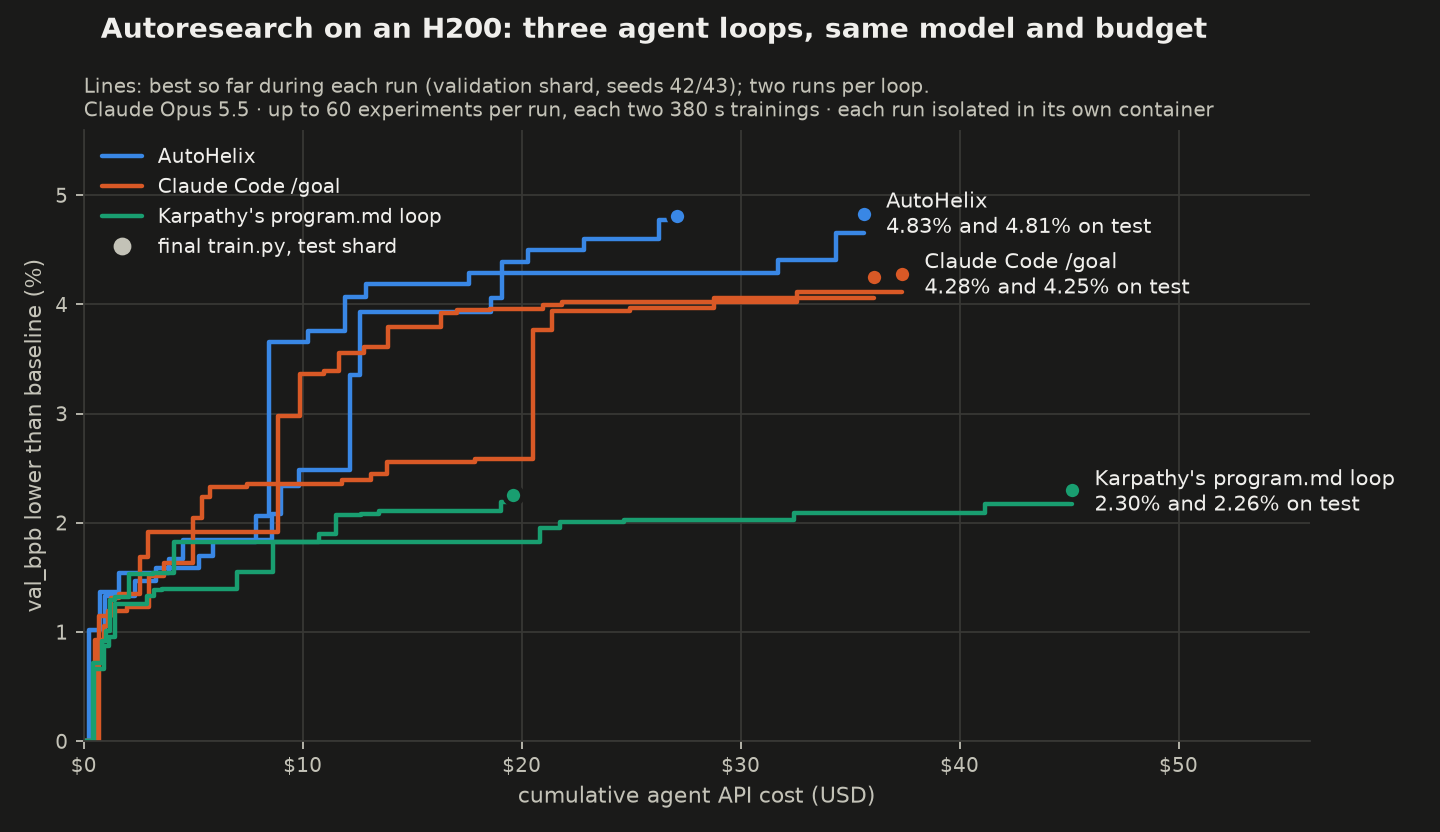 Autoresearch on an H200: three agent loops, same model and budget
Lines: best so far during each run (validation shard, seeds 42/43); two runs per loop.
Claude Opus 5.5 · up to 60 experiments per run, each two 380 s trainings · each run isolated in its own container
AutoHelix
Claude Code /goal
Karpathy's program.md loop
final train.py, test shard
val_bpb lower than baseline (%)
5
4
3
2
1
0
AutoHelix
4.83% and 4.81% on test
Claude Code /goal
4.28% and 4.25% on test
Karpathy's program.md loop
2.30% and 2.26% on test
$0
$10
$20
$30
$40
$50
cumulative agent API cost (USD)